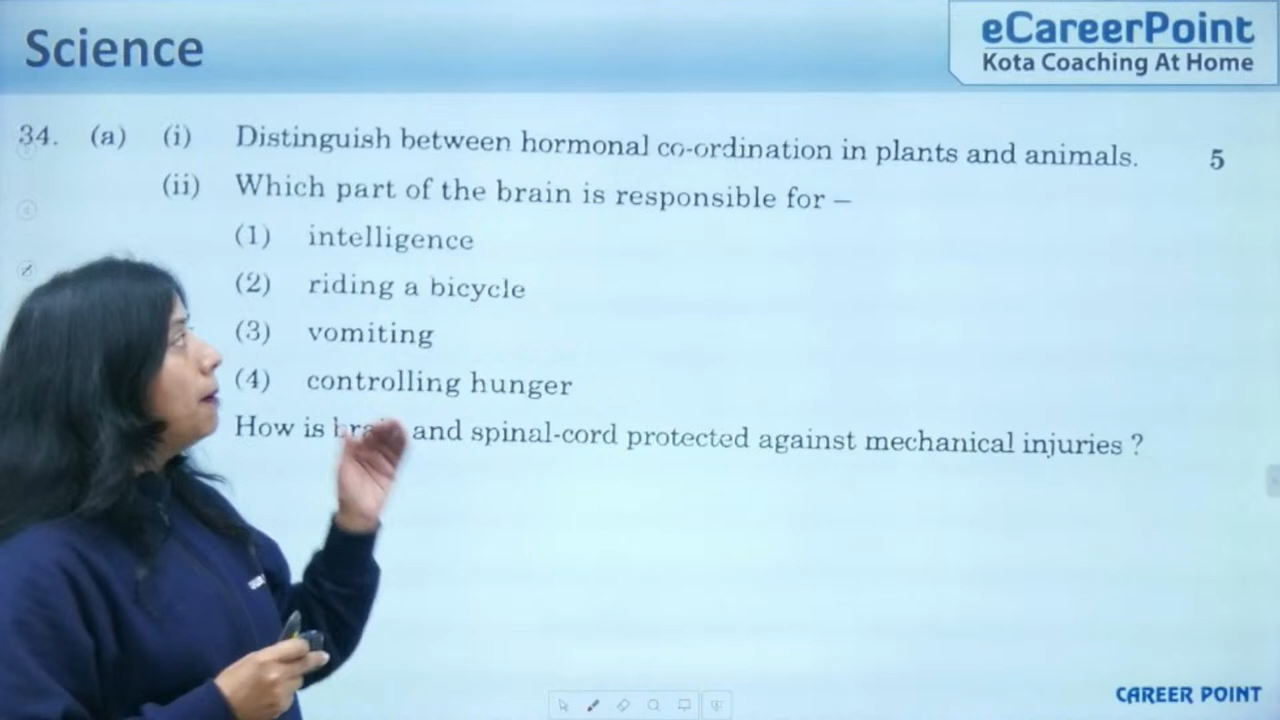 Science
eCareerPoint
Kota Coaching At Home
34. (a) (i) Distinguish between hormonal co-ordination in plants and animals. 5
(ii) Which part of the brain is responsible for –
(1) intelligence
(2) riding a bicycle
(3) vomiting
(4) controlling hunger
How is and spinal-cord protected against mechanical injuries ?
CAREER POINT